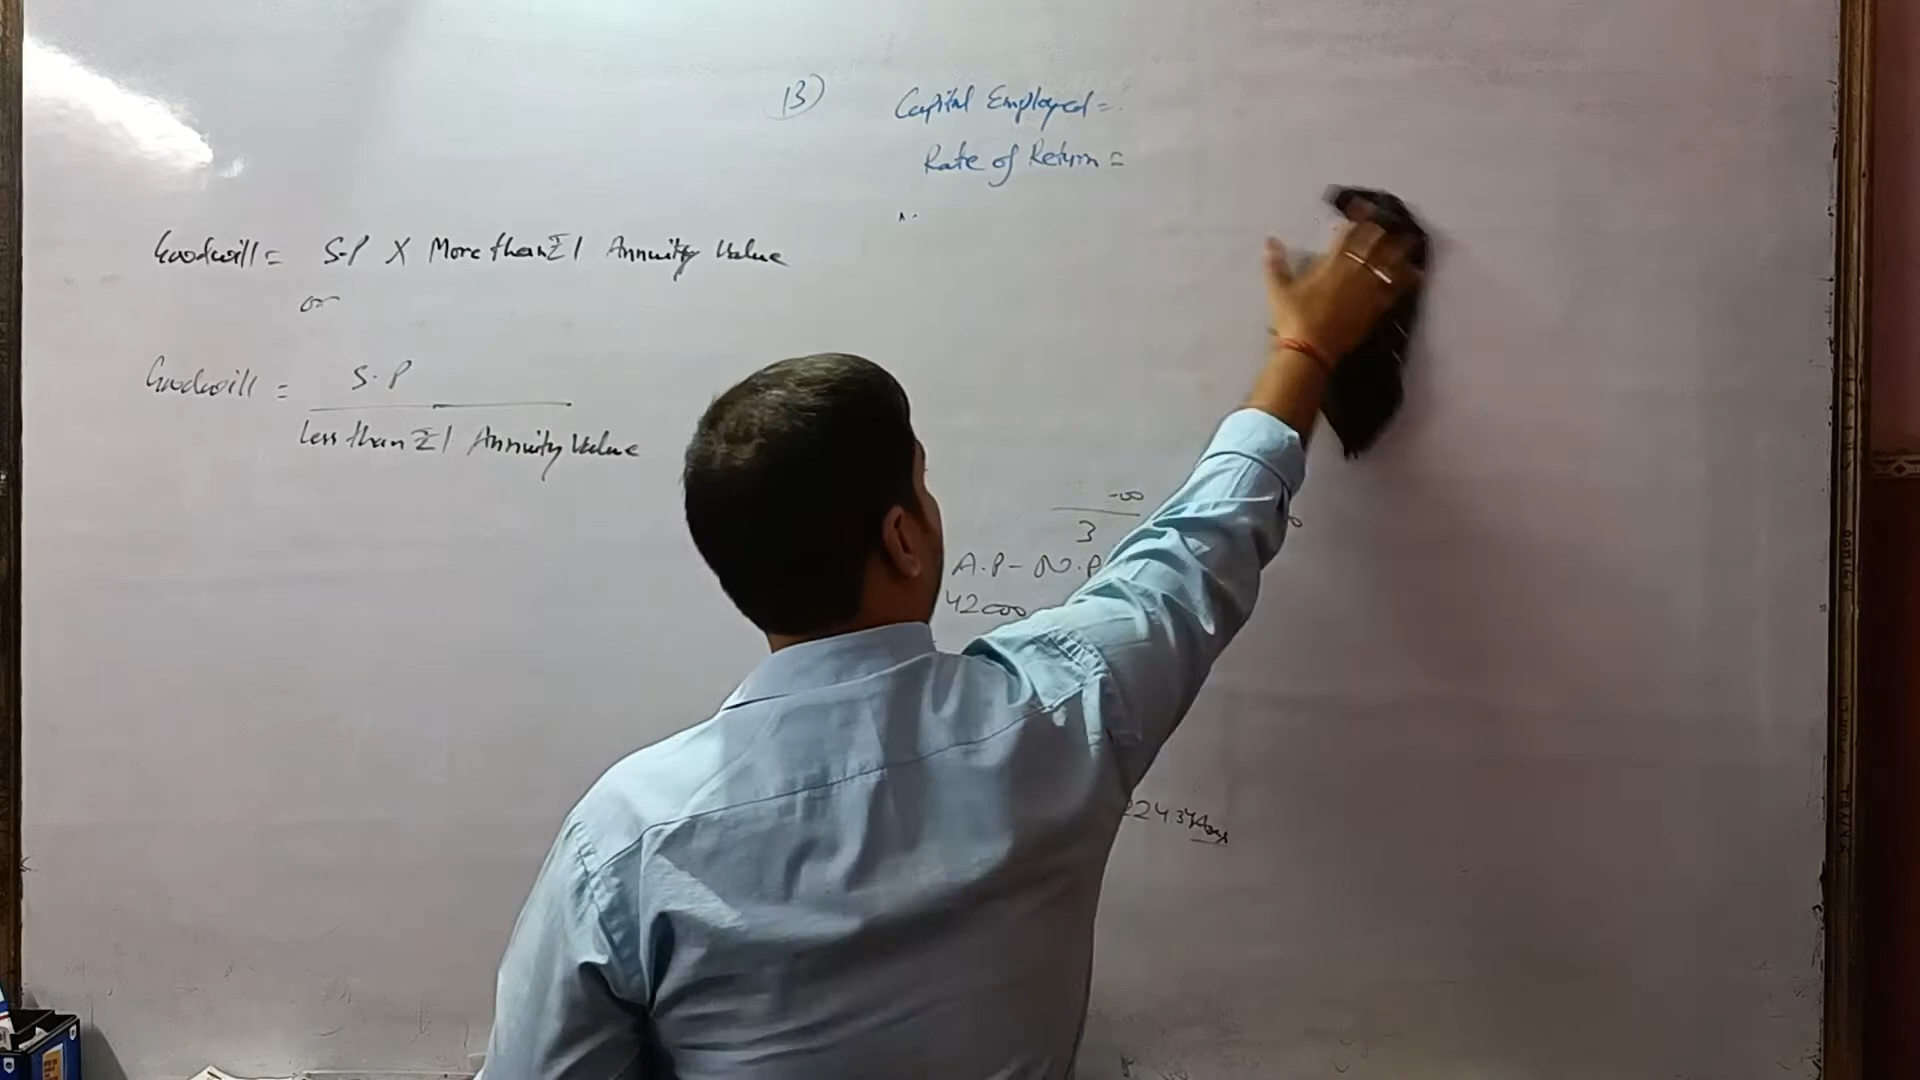 13) Capital Employed =
Rate of Return =
Goodwill = S.P X More than ₹1 Annuity Value
or
Goodwill = S.P
Less than ₹1 Annuity Value
3
A.P - N.P
42000